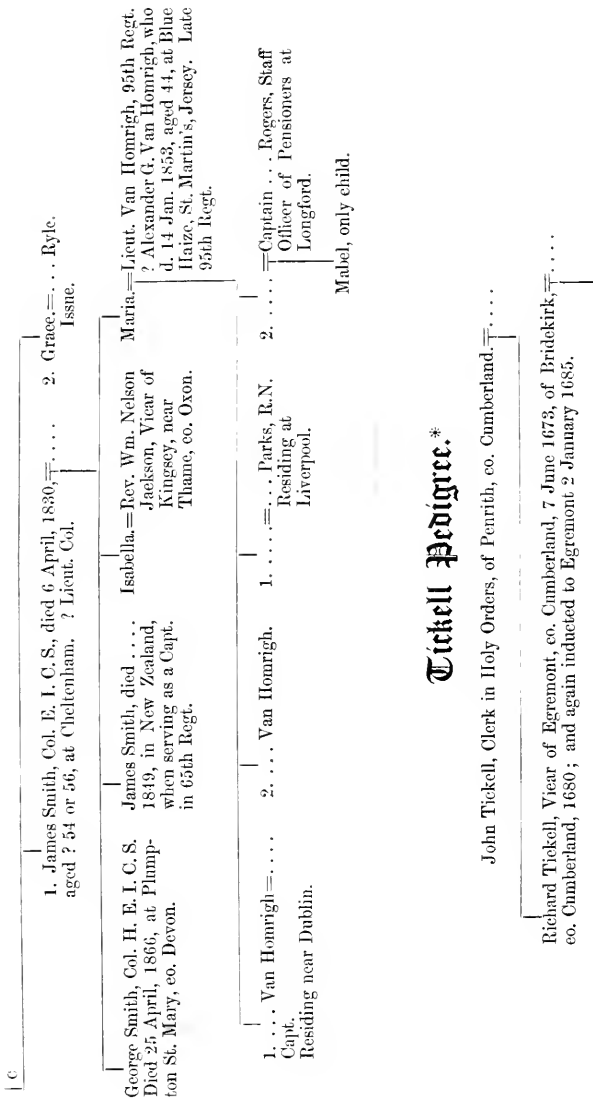 c
1. James Smith, Col. E. I. C. S., died 6 April, 1830,=. . . .
aged ? 54 or 56, at Cheltenham. ? Lieut. Col.
2. Grace.=. . . Ryle.
Issue.
George Smith, Col. H. E. I. C. S.
Died 25 April, 1866, at Plump-
ton St. Mary, co. Devon.
James Smith, died . . . .
1849, in New Zealand,
when serving as a Capt.
in 65th Regt.
Isabella.=Rev. Wm. Nelson
Jackson, Vicar of
Kingsey, near
Thame, co. Oxon.
Maria.=Lieut. Van Homrigh, 95th Regt.
? Alexander G. Van Homrigh, who
d. 14 Jan. 1853, aged 44, at Blue
Haize, St. Martin's, Jersey. Late
95th Regt.
1. . . . Van Homrigh=. . . .
Capt.
Residing near Dublin.
2. . . . Van Homrigh.
1. . . . .=. . . Parks, R.N.
Residing at
Liverpool.
2. . . . .=Captain . . . Rogers, Staff
Officer of Pensioners at
Longford.
Mabel, only child.
Tickell Pedigree.*
John Tickell, Clerk in Holy Orders, of Penrith, co. Cumberland.=. . . .
Richard Tickell, Vicar of Egremont, co. Cumberland, 7 June 1673, of Bridekirk,=. . . .
co. Cumberland, 1680; and again inducted to Egremont 2 January 1685.